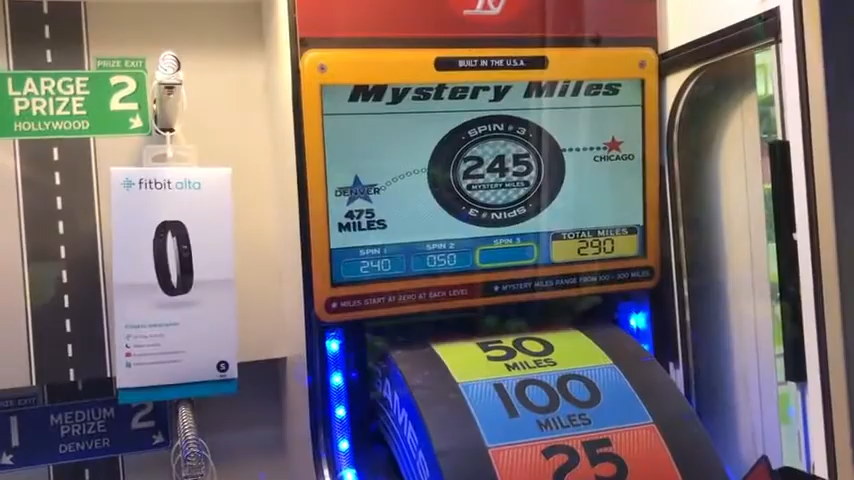 PRIZE EXIT
LARGE
PRIZE 2
HOLLYWOOD
fitbit alta
PRIZE EXIT
1
MEDIUM
PRIZE 2
DENVER
BUILT IN THE U.S.A.
Mystery Miles
SPIN #3
245
MYSTERY MILES
SPIN #3
DENVER
475
MILES
CHICAGO
SPIN 1
240
SPIN 2
050
SPIN 3
TOTAL MILES
290
MILES START AT ZERO AT EACH LEVEL
MYSTERY MILES RANGE FROM 100 - 300 MILES
50
MILES
100
MILES
25